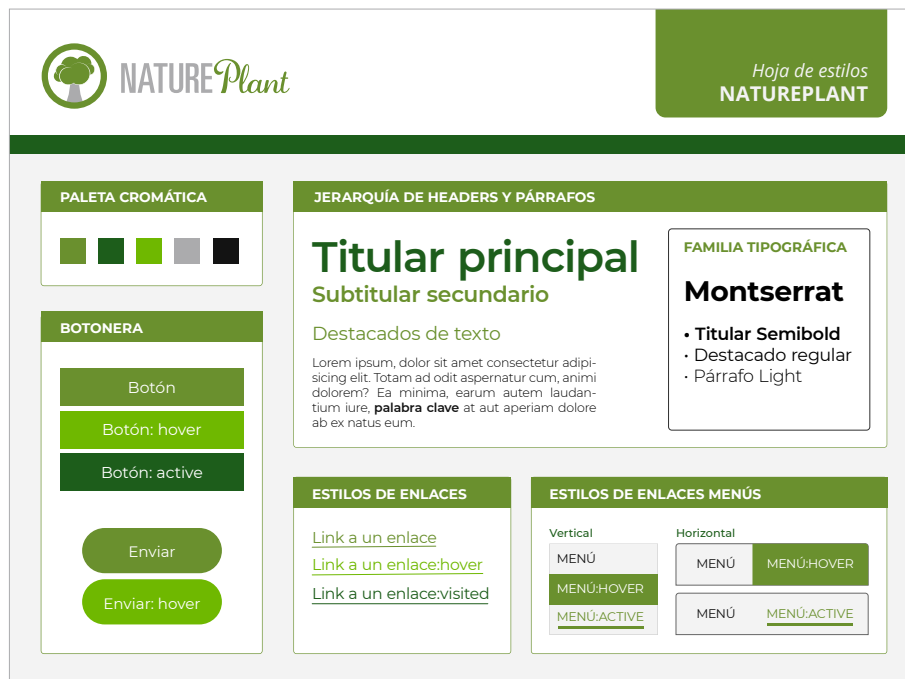 NATUREPlant
Hoja de estilos
NATUREPLANT
PALETA CROMÁTICA
BOTONERA
Botón
Botón: hover
Botón: active
Enviar
Enviar: hover
JERARQUÍA DE HEADERS Y PÁRRAFOS
Titular principal
Subtitular secundario
Destacados de texto
Lorem ipsum, dolor sit amet consectetur adipi-
sicing elit. Totam ad odit aspernatur cum, animi
dolorem? Ea minima, earum autem laudan-
tium iure, palabra clave at aut aperiam dolore
ab ex natus eum.
FAMILIA TIPOGRÁFICA
Montserrat
• Titular Semibold
· Destacado regular
· Párrafo Light
ESTILOS DE ENLACES
Link a un enlace
Link a un enlace:hover
Link a un enlace:visited
ESTILOS DE ENLACES MENÚS
Vertical
MENÚ
MENÚ:HOVER
MENÚ:ACTIVE
Horizontal
MENÚ MENÚ:HOVER
MENÚ MENÚ:ACTIVE